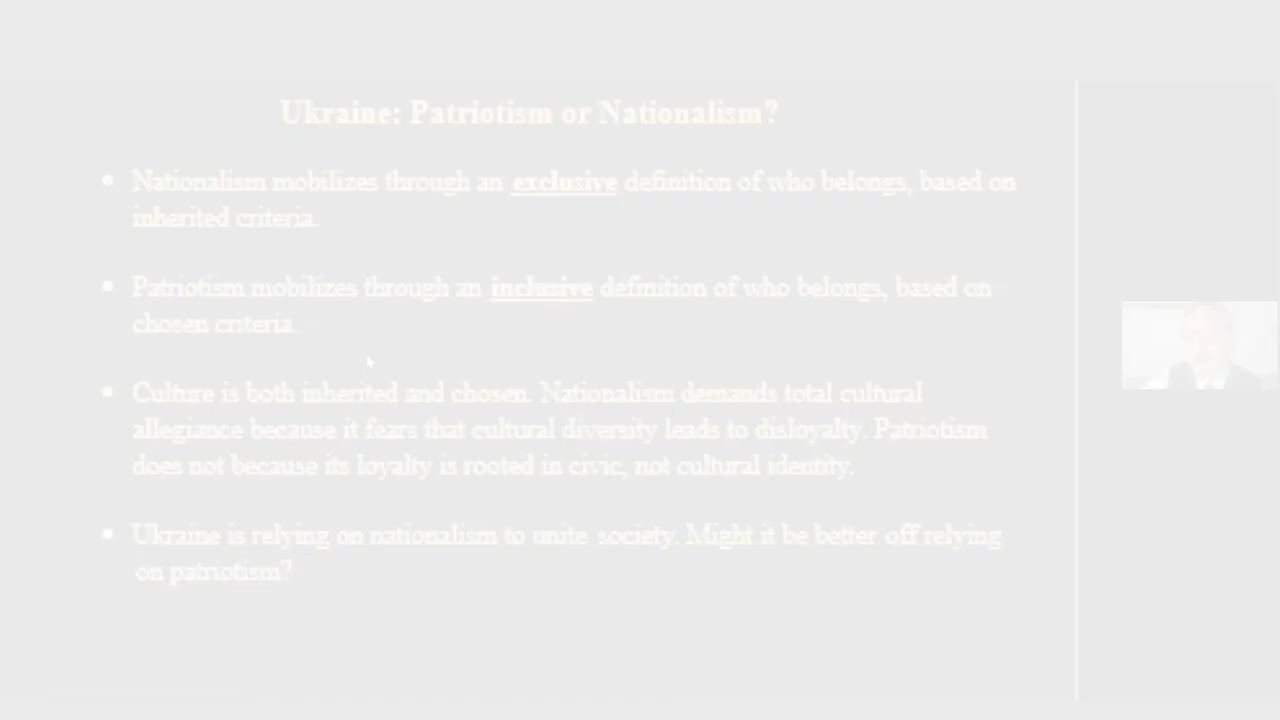 Ukraine: Patriotism or Nationalism?
• Nationalism mobilizes through an exclusive definition of who belongs, based on
inherited criteria.
• Patriotism mobilizes through an inclusive definition of who belongs, based on
chosen criteria.
• Culture is both inherited and chosen. Nationalism demands total cultural
allegiance because it fears that cultural diversity leads to disloyalty. Patriotism
does not because its loyalty is rooted in civic, not cultural identity.
• Ukraine is relying on nationalism to unite society. Might it be better off relying
on patriotism?